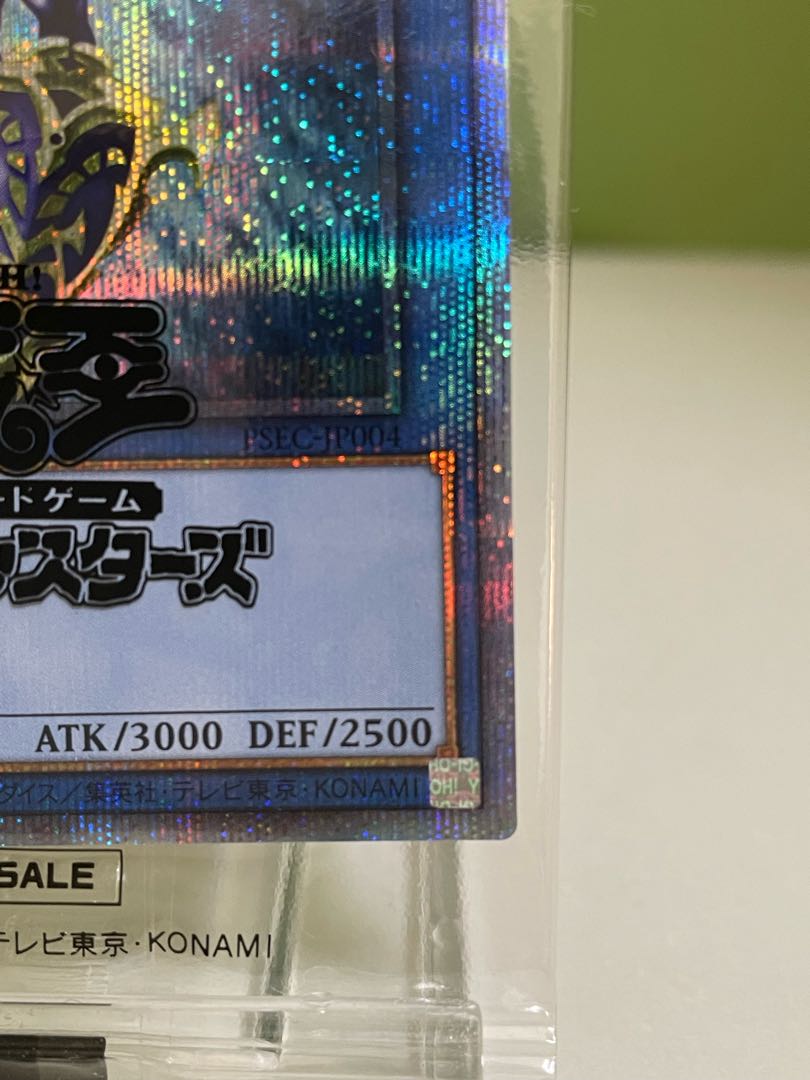 H!
王
PSEC-JP004
ードゲーム
スターズ
ATK/3000 DEF/2500
ダイス／集英社・テレビ東京・KONAMI
SALE
テレビ東京・KONAMI